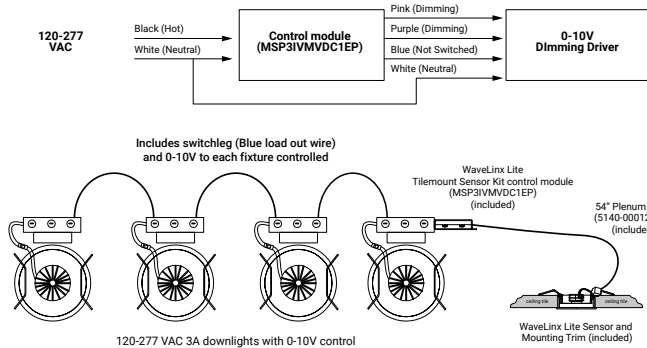 120-277
VAC
Black (Hot)
White (Neutral)
Control module
(MSP3IVMVDC1EP)
Pink (Dimming)
Purple (Dimming)
Blue (Not Switched)
White (Neutral)
0-10V
DImming Driver
Includes switchleg (Blue load out wire)
and 0-10V to each fixture controlled
WaveLinx Lite
Tilemount Sensor Kit control module
(MSP3IVMVDC1EP)
(included)
54" Plenum
(5140-00012
(include
ceiling tile
ceiling tile
WaveLinx Lite Sensor and
Mounting Trim (included)
120-277 VAC 3A downlights with 0-10V control